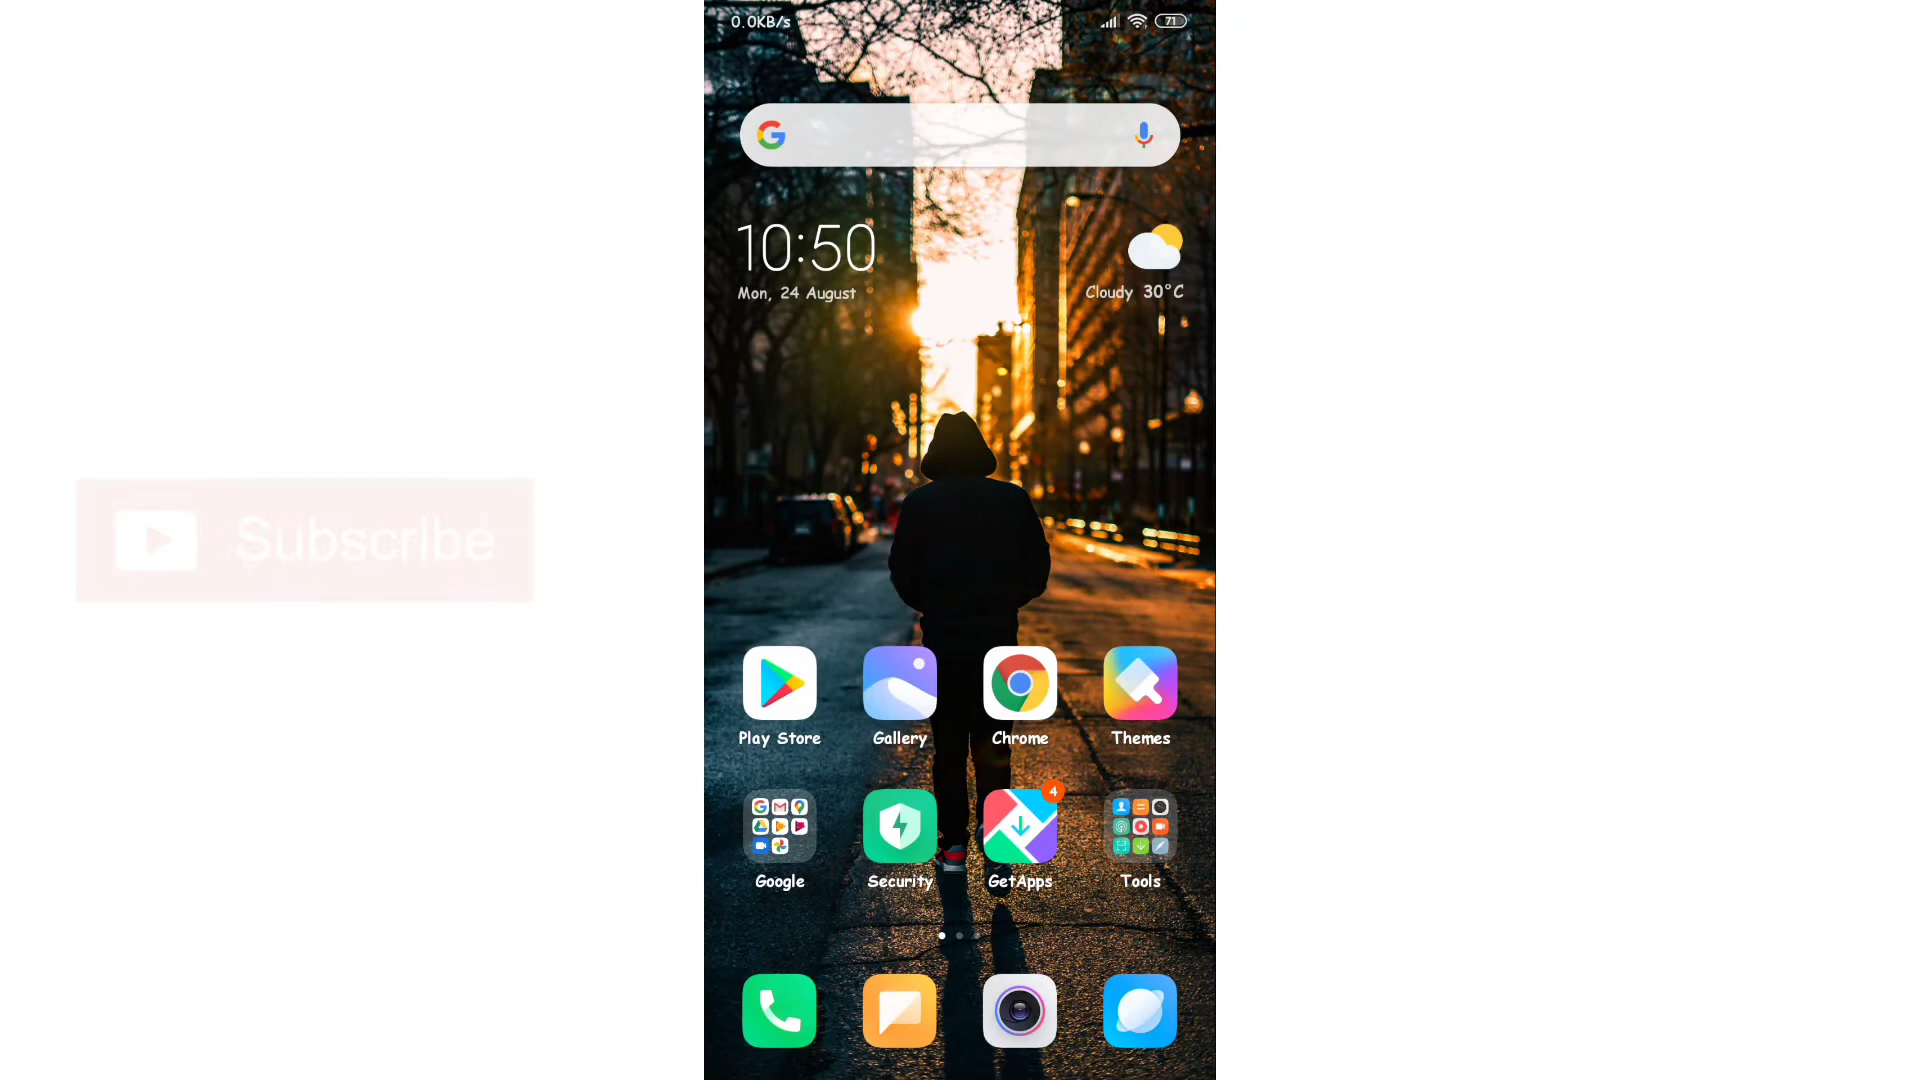 0.0KB/s
71
10:50
Mon, 24 August
Cloudy 30°C
Subscribe
Play Store
Gallery
Chrome
Themes
4
Google
Security
GetApps
Tools